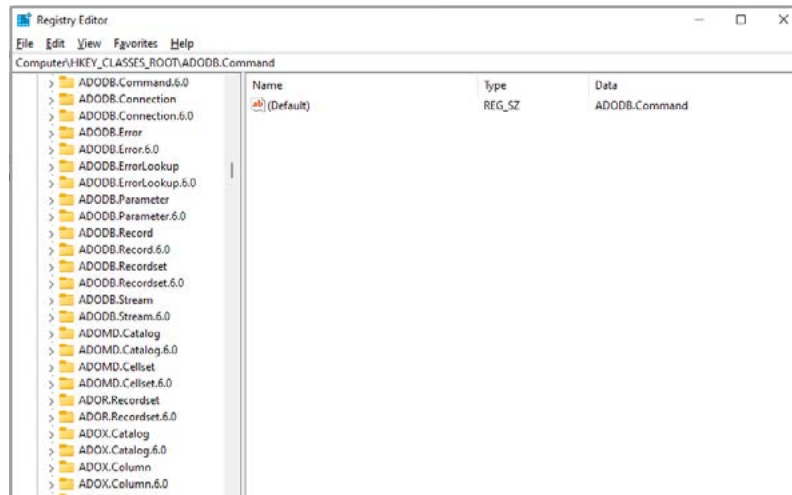 Registry Editor
File Edit View Favorites Help
Computer\HKEY_CLASSES_ROOT\ADODB.Command
ADODB.Command.6.0
ADODB.Connection
ADODB.Connection.6.0
ADODB.Error
ADODB.Error.6.0
ADODB.ErrorLookup
ADODB.ErrorLookup.6.0
ADODB.Parameter
ADODB.Parameter.6.0
ADODB.Record
ADODB.Record.6.0
ADODB.Recordset
ADODB.Recordset.6.0
ADODB.Stream
ADODB.Stream.6.0
ADOMD.Catalog
ADOMD.Catalog.6.0
ADOMD.Cellset
ADOMD.Cellset.6.0
ADOR.Recordset
ADOR.Recordset.6.0
ADOX.Catalog
ADOX.Catalog.6.0
ADOX.Column
ADOX.Column.6.0
Name Type Data
ab (Default) REG_SZ ADODB.Command